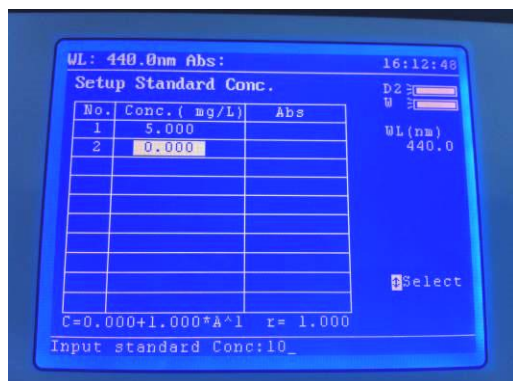 WL: 440.0nm Abs:
16:12:48
Setup Standard Conc.
D2
W
No. Conc.( mg/L) Abs
1 5.000
2 0.000
WL(nm)
440.0
↕Select
C=0.000+1.000*A^1 r= 1.000
Input standard Conc:10_